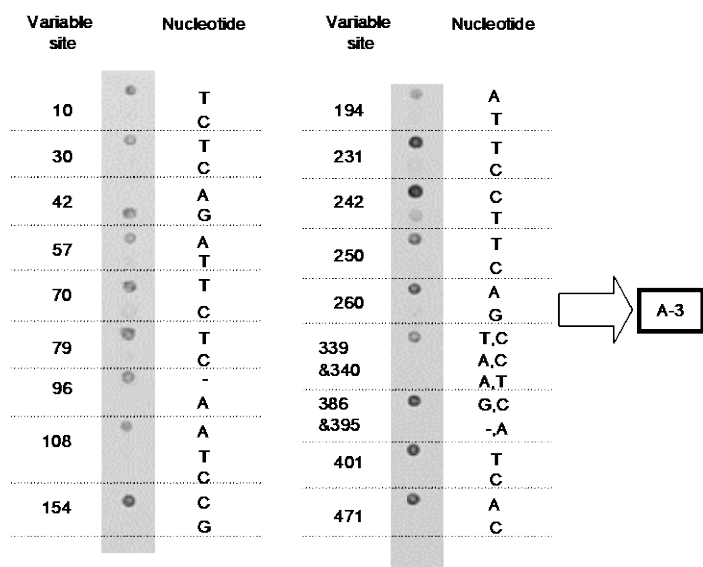 Variable site
Nucleotide
10
T
C
30
T
C
42
A
G
57
A
T
70
T
C
79
T
C
96
-
A
108
A
T
C
154
C
G
Variable site
Nucleotide
194
A
T
231
T
C
242
C
T
250
T
C
260
A
G
339 &340
T,C
A,C
A,T
386 &395
G,C
-,A
401
T
C
471
A
C
A-3